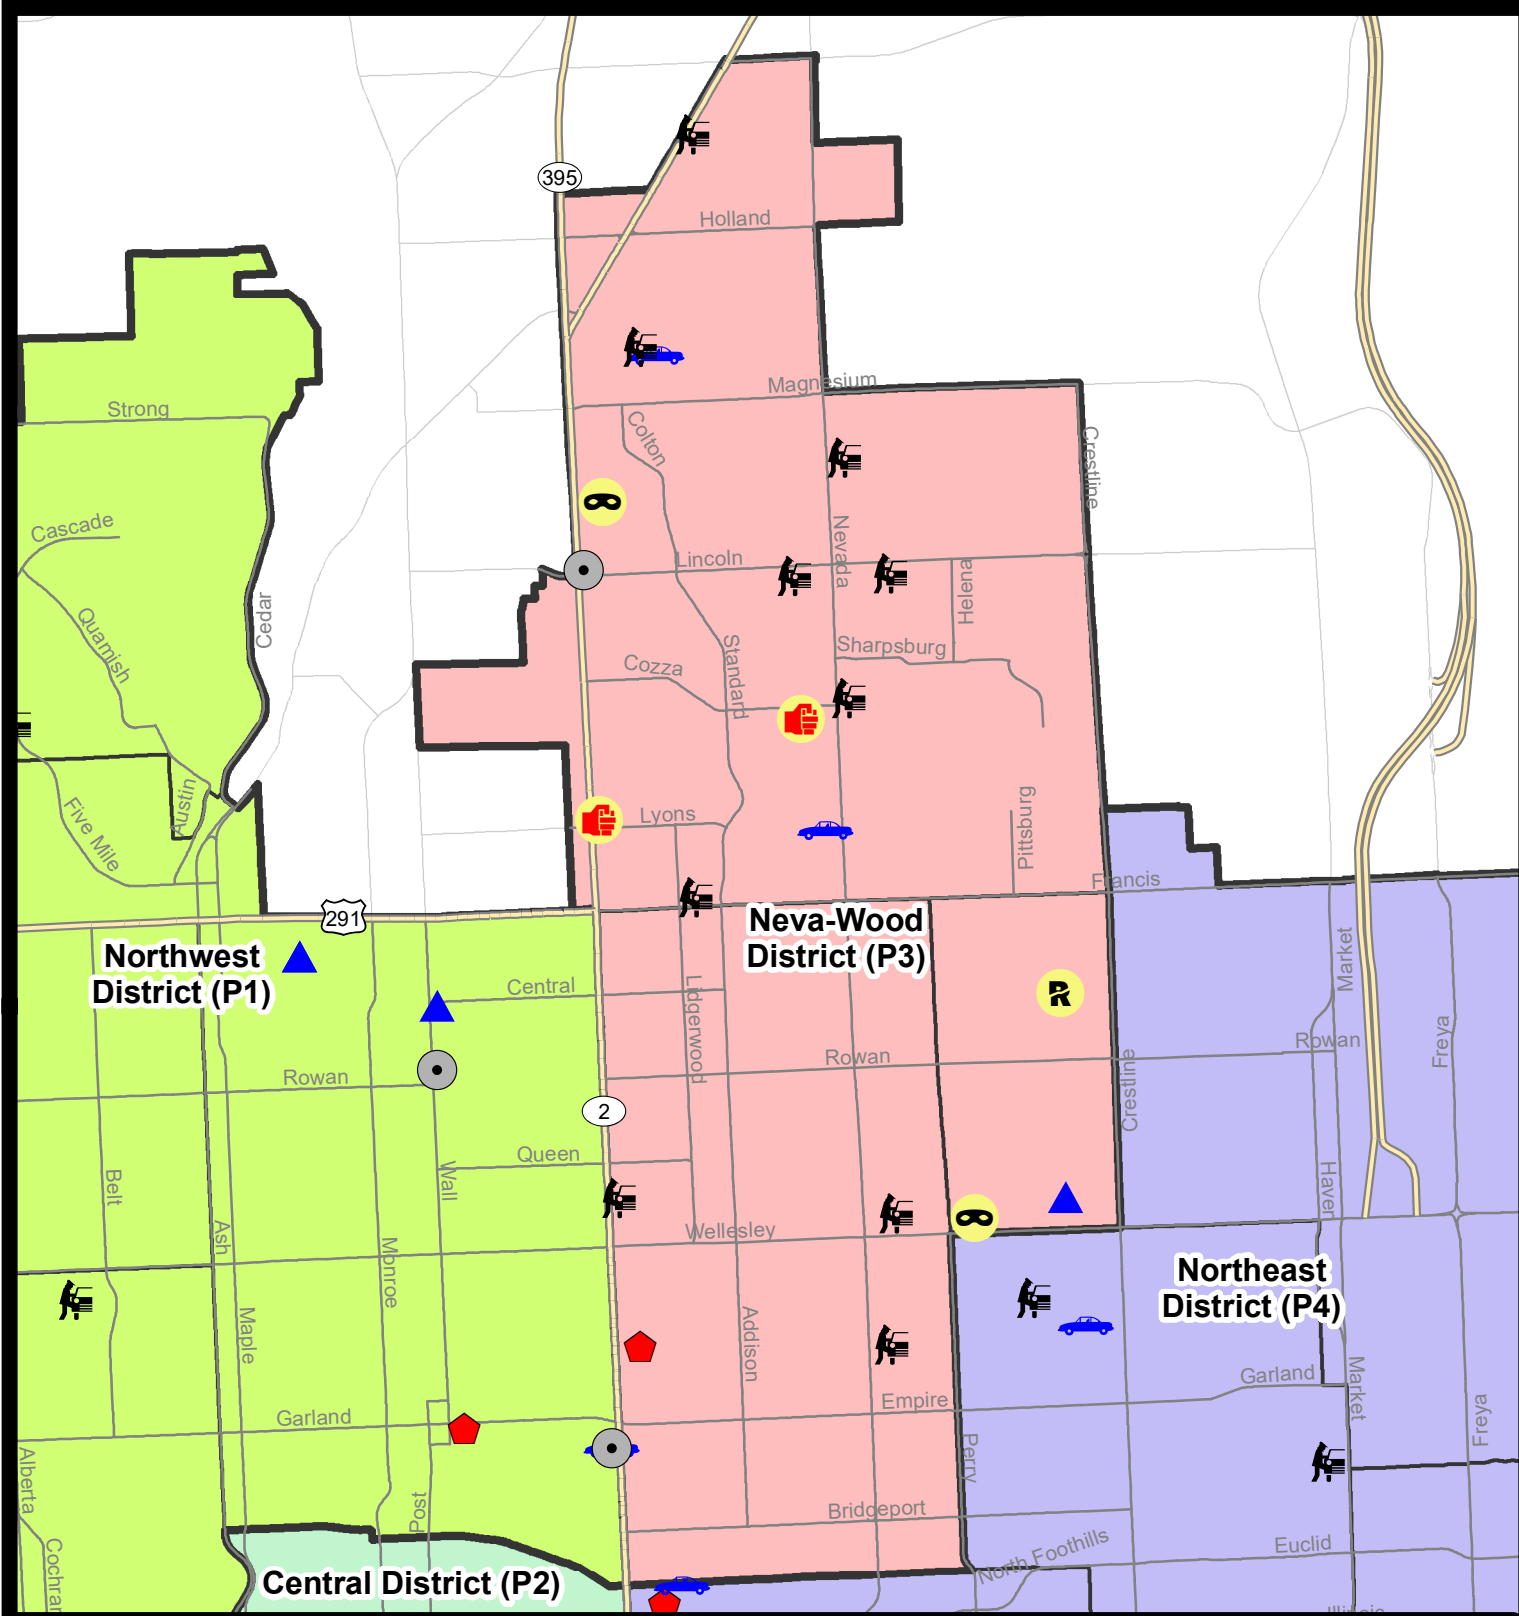 395
Holland
Magnesium
Strong
Colton
Crestline
Cascade
Nevada
Lincoln
Helena
Cedar
Quamish
Standard
Sharpsburg
Cozza
Austin
Five Mile
Lyons
Pittsburg
Francis
291
Neva-Wood
District (P3)
Northwest
District (P1)
Market
Central
Lidgerwood
R
Freya
Rowan
Rowan
Rowan
Crestline
2
Queen
Belt
Wall
Haven
Ash
Wellesley
Monroe
Northeast
District (P4)
Maple
Addison
Garland
Market
Empire
Garland
Freya
Perry
Alberta
Post
Bridgeport
North Foothills
Euclid
Cochran
Central District (P2)